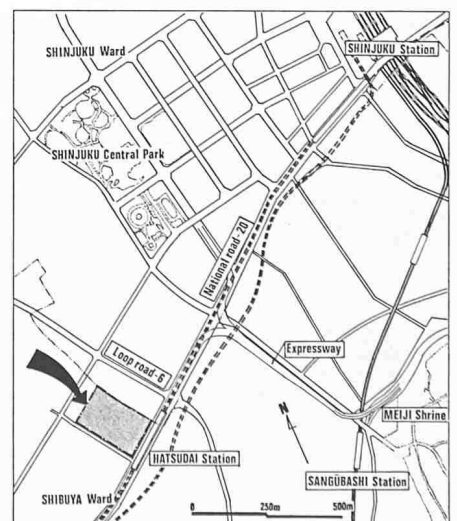 SHINJUKU Ward
SHINJUKU Station
SHINJUKU Central Park
National road-20
Loop road-6
Expressway
N
MEIJI Shrine
HATSUDAI Station
SANGŪBASHI Station
SHIBUYA Ward
0 250m 500m